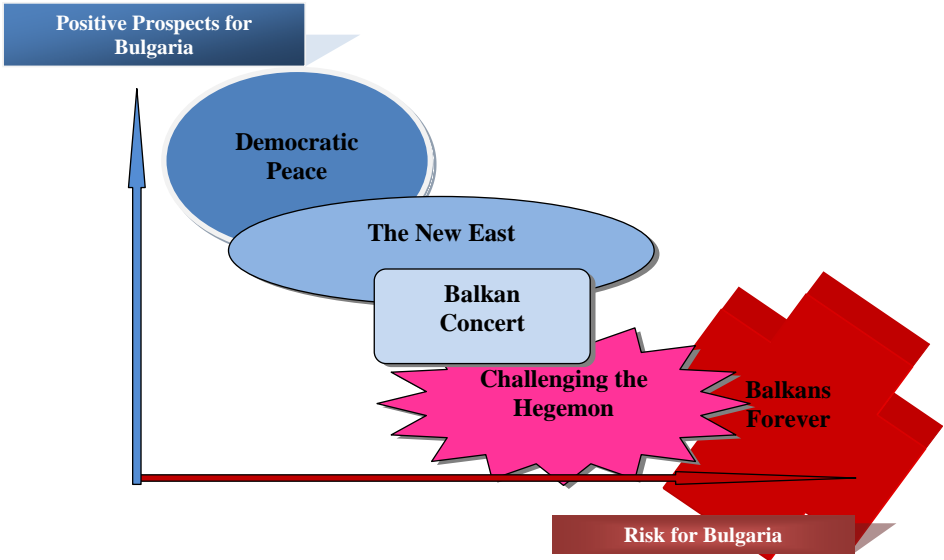 Positive Prospects for
Bulgaria
Democratic
Peace
The New East
Balkan
Concert
Challenging the
Hegemon
Balkans
Forever
Risk for Bulgaria